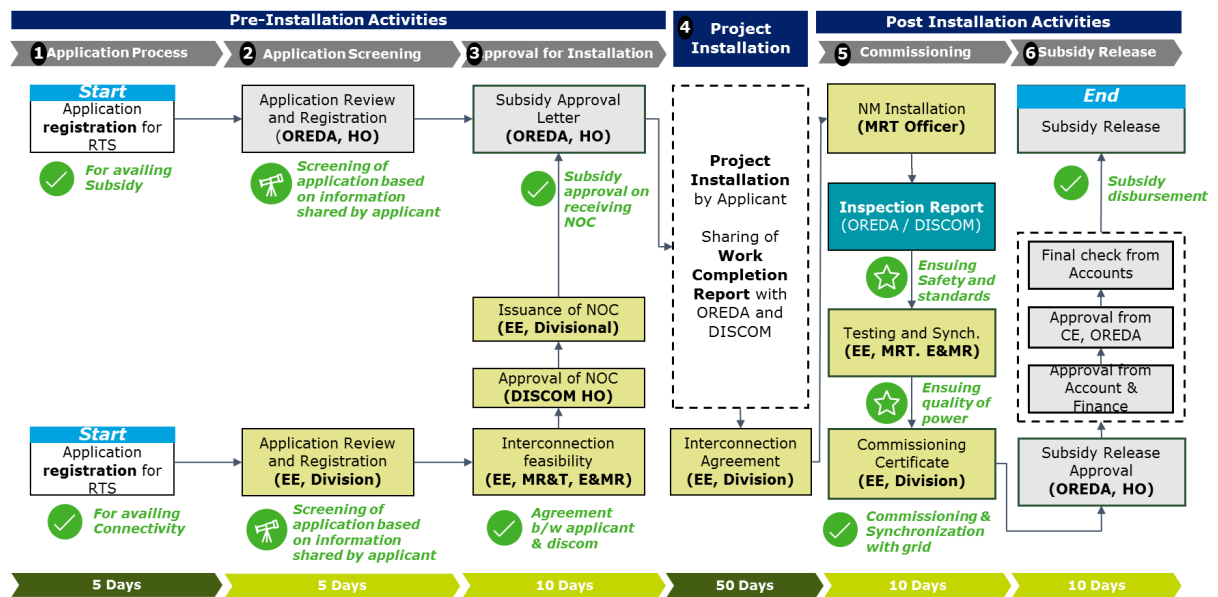 Pre-Installation Activities
4 Project
Installation
Post Installation Activities
1 Application Process
2 Application Screening
3 Approval for Installation
5 Commissioning
6 Subsidy Release
Start
Application
registration for
RTS
For availing
Subsidy
Application Review
and Registration
(OREDA, HO)
Screening of
application based
on information
shared by applicant
Subsidy Approval
Letter
(OREDA, HO)
Subsidy
approval on
receiving
NOC
Issuance of NOC
(EE, Divisional)
Approval of NOC
(DISCOM HO)
Start
Application
registration for
RTS
For availing
Connectivity
Application Review
and Registration
(EE, Division)
Screening of
application based
on information
shared by applicant
Interconnection
feasibility
(EE, MR&T, E&MR)
Agreement
b/w applicant
& discom
Project
Installation
by Applicant
Sharing of
Work
Completion
Report with
OREDA and
DISCOM
Interconnection
Agreement
(EE, Division)
NM Installation
(MRT Officer)
Inspection Report
(OREDA / DISCOM)
Ensuing
Safety and
standards
Testing and Synch.
(EE, MRT. E&MR)
Ensuing
quality of
power
Commissioning
Certificate
(EE, Division)
Commissioning &
Synchronization
with grid
End
Subsidy Release
Subsidy
disbursement
Final check from
Accounts
Approval from
CE, OREDA
Approval from
Account &
Finance
Subsidy Release
Approval
(OREDA, HO)
5 Days
5 Days
10 Days
50 Days
10 Days
10 Days